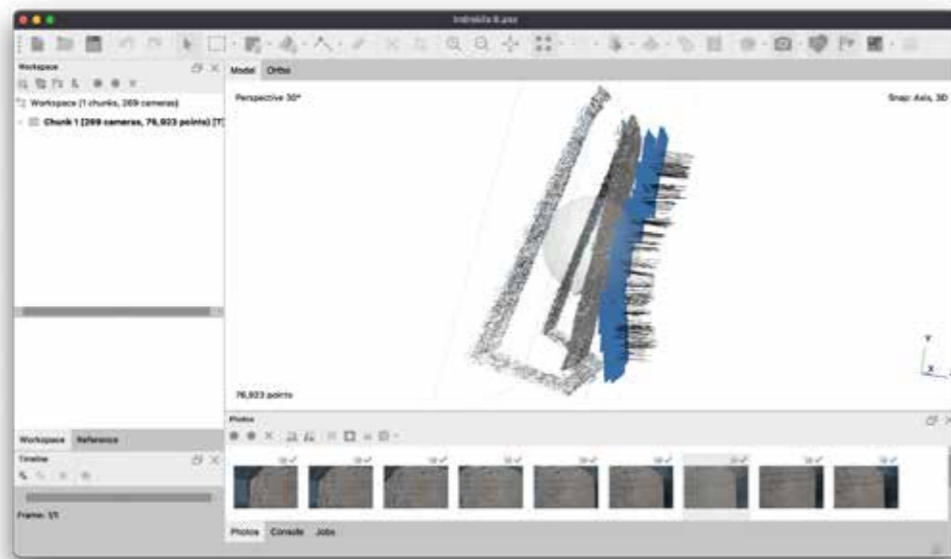 Workspace
Workspace (1 chunks, 269 cameras)
Chunk 1 (269 cameras, 76,923 points) [T
Workspace Reference
Timeline
Frame: 1/1
Model Ortho
Perspective 30°
Snap: Axis, 3D
76,923 points
Y
X
Photos
Photos Console Jobs